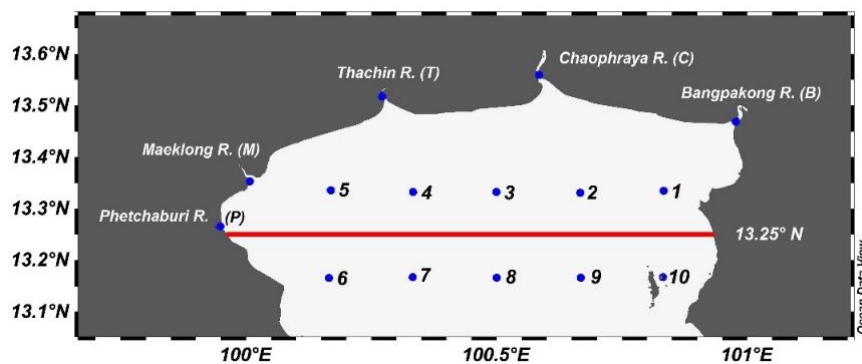 13.6°N
Chaophraya R. (C)
Thachin R. (T)
13.5°N
Bangpakong R. (B)
13.4°N
Maeklong R. (M)
5
4
3
2
1
13.3°N
Phetchaburi R. (P)
13.25° N
13.2°N
6
7
8
9
10
13.1°N
100°E
100.5°E
101°E
Ocean Data View